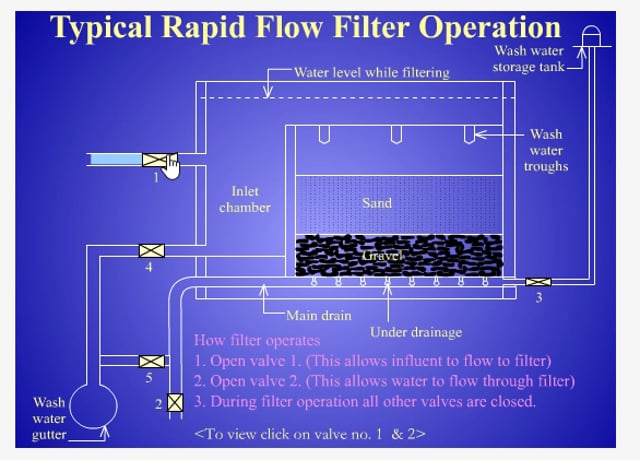 Typical Rapid Flow Filter Operation
Wash water
storage tank
Water level while filtering
Wash
water
troughs
1
Inlet
chamber
Sand
Gravel
4
3
Main drain
Under drainage
How filter operates
1. Open valve 1. (This allows influent to flow to filter)
5
2. Open valve 2. (This allows water to flow through filter)
2
3. During filter operation all other valves are closed.
Wash
water
gutter
<To view click on valve no. 1 & 2>